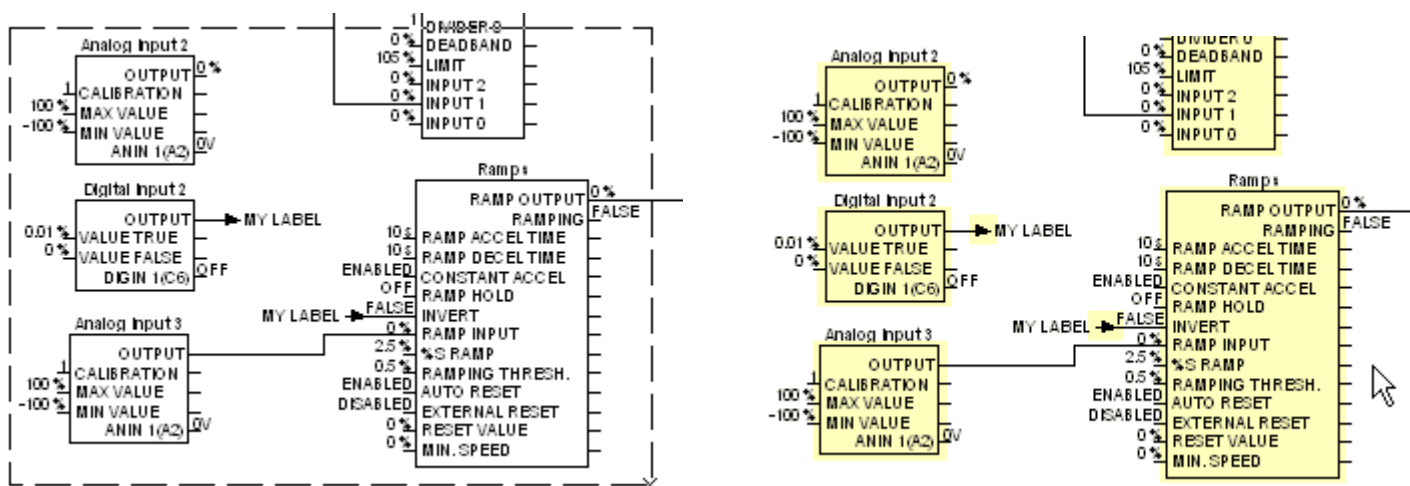 Analog Input 2
OUTPUT 0 %
1 CALIBRATION
100 % MAX VALUE
-100 % MIN VALUE
ANIN 1(A2) 0V
1
0 % DEADBAND
105 % LIMIT
0 % INPUT 2
0 % INPUT 1
0 % INPUT 0
Digital Input 2
OUTPUT MY LABEL
0.01 % VALUE TRUE
0 % VALUE FALSE
DIGIN 1(C6) OFF
Ramps
RAMP OUTPUT 0 %
RAMPING FALSE
10 s RAMP ACCEL TIME
10 s RAMP DECEL TIME
ENABLED CONSTANT ACCEL
OFF RAMP HOLD
MY LABEL FALSE INVERT
0 % RAMP INPUT
2.5 % %S RAMP
0.5 % RAMPING THRESH.
ENABLED AUTO RESET
DISABLED EXTERNAL RESET
0 % RESET VALUE
0 % MIN. SPEED
Analog Input 3
OUTPUT
1 CALIBRATION
100 % MAX VALUE
-100 % MIN VALUE
ANIN 1(A2) 0V
Analog Input 2
OUTPUT 0 %
1 CALIBRATION
100 % MAX VALUE
-100 % MIN VALUE
ANIN 1(A2) 0V
0 % DEADBAND
105 % LIMIT
0 % INPUT 2
0 % INPUT 1
0 % INPUT 0
Digital Input 2
OUTPUT MY LABEL
0.01 % VALUE TRUE
0 % VALUE FALSE
DIGIN 1(C6) OFF
Ramps
RAMP OUTPUT 0 %
RAMPING FALSE
10 s RAMP ACCEL TIME
10 s RAMP DECEL TIME
ENABLED CONSTANT ACCEL
OFF RAMP HOLD
MY LABEL FALSE INVERT
0 % RAMP INPUT
2.5 % %S RAMP
0.5 % RAMPING THRESH.
ENABLED AUTO RESET
DISABLED EXTERNAL RESET
0 % RESET VALUE
0 % MIN. SPEED
Analog Input 3
OUTPUT
1 CALIBRATION
100 % MAX VALUE
-100 % MIN VALUE
ANIN 1(A2) 0V